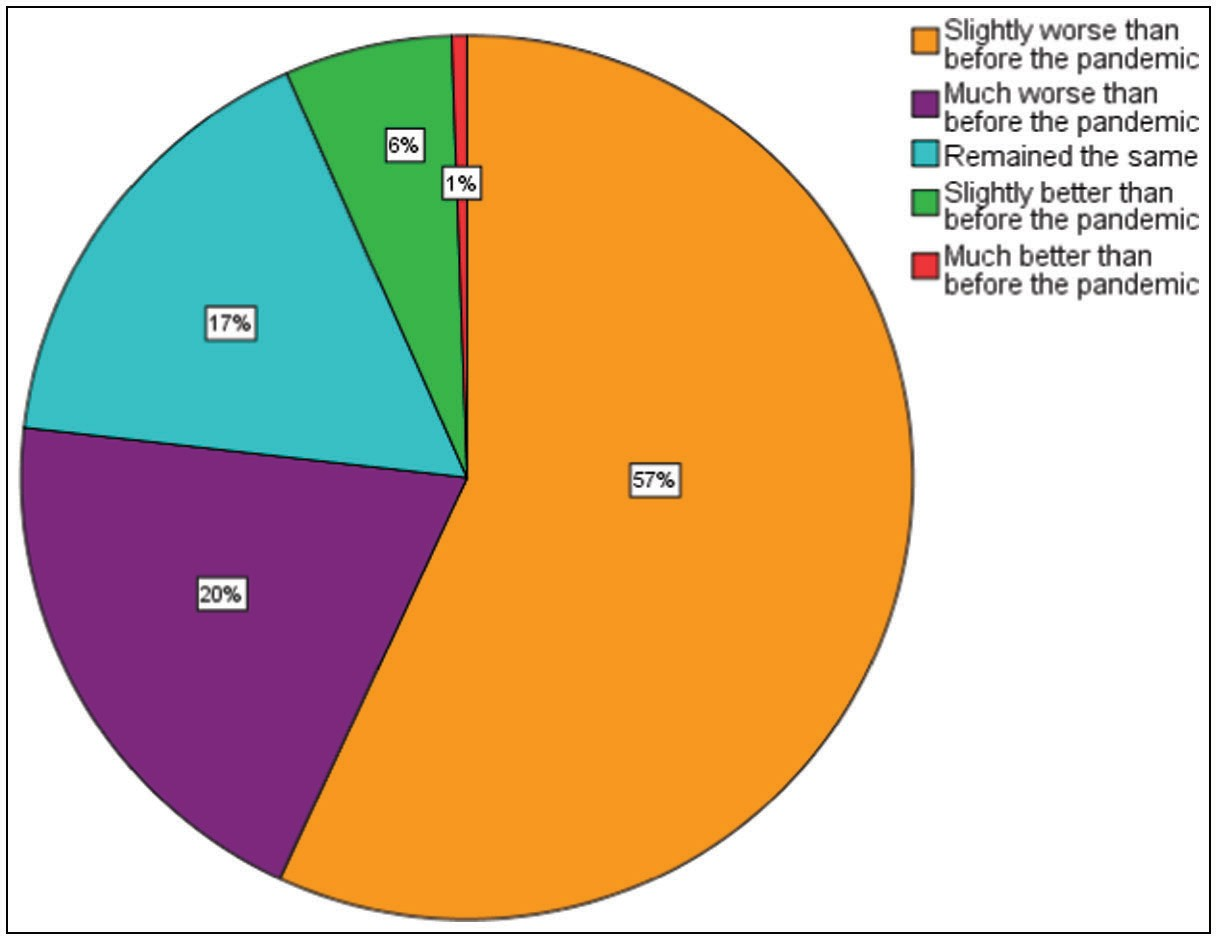 Slightly worse than
before the pandemic
Much worse than
before the pandemic
Remained the same
Slightly better than
before the pandemic
Much better than
before the pandemic
6%
1%
17%
57%
20%